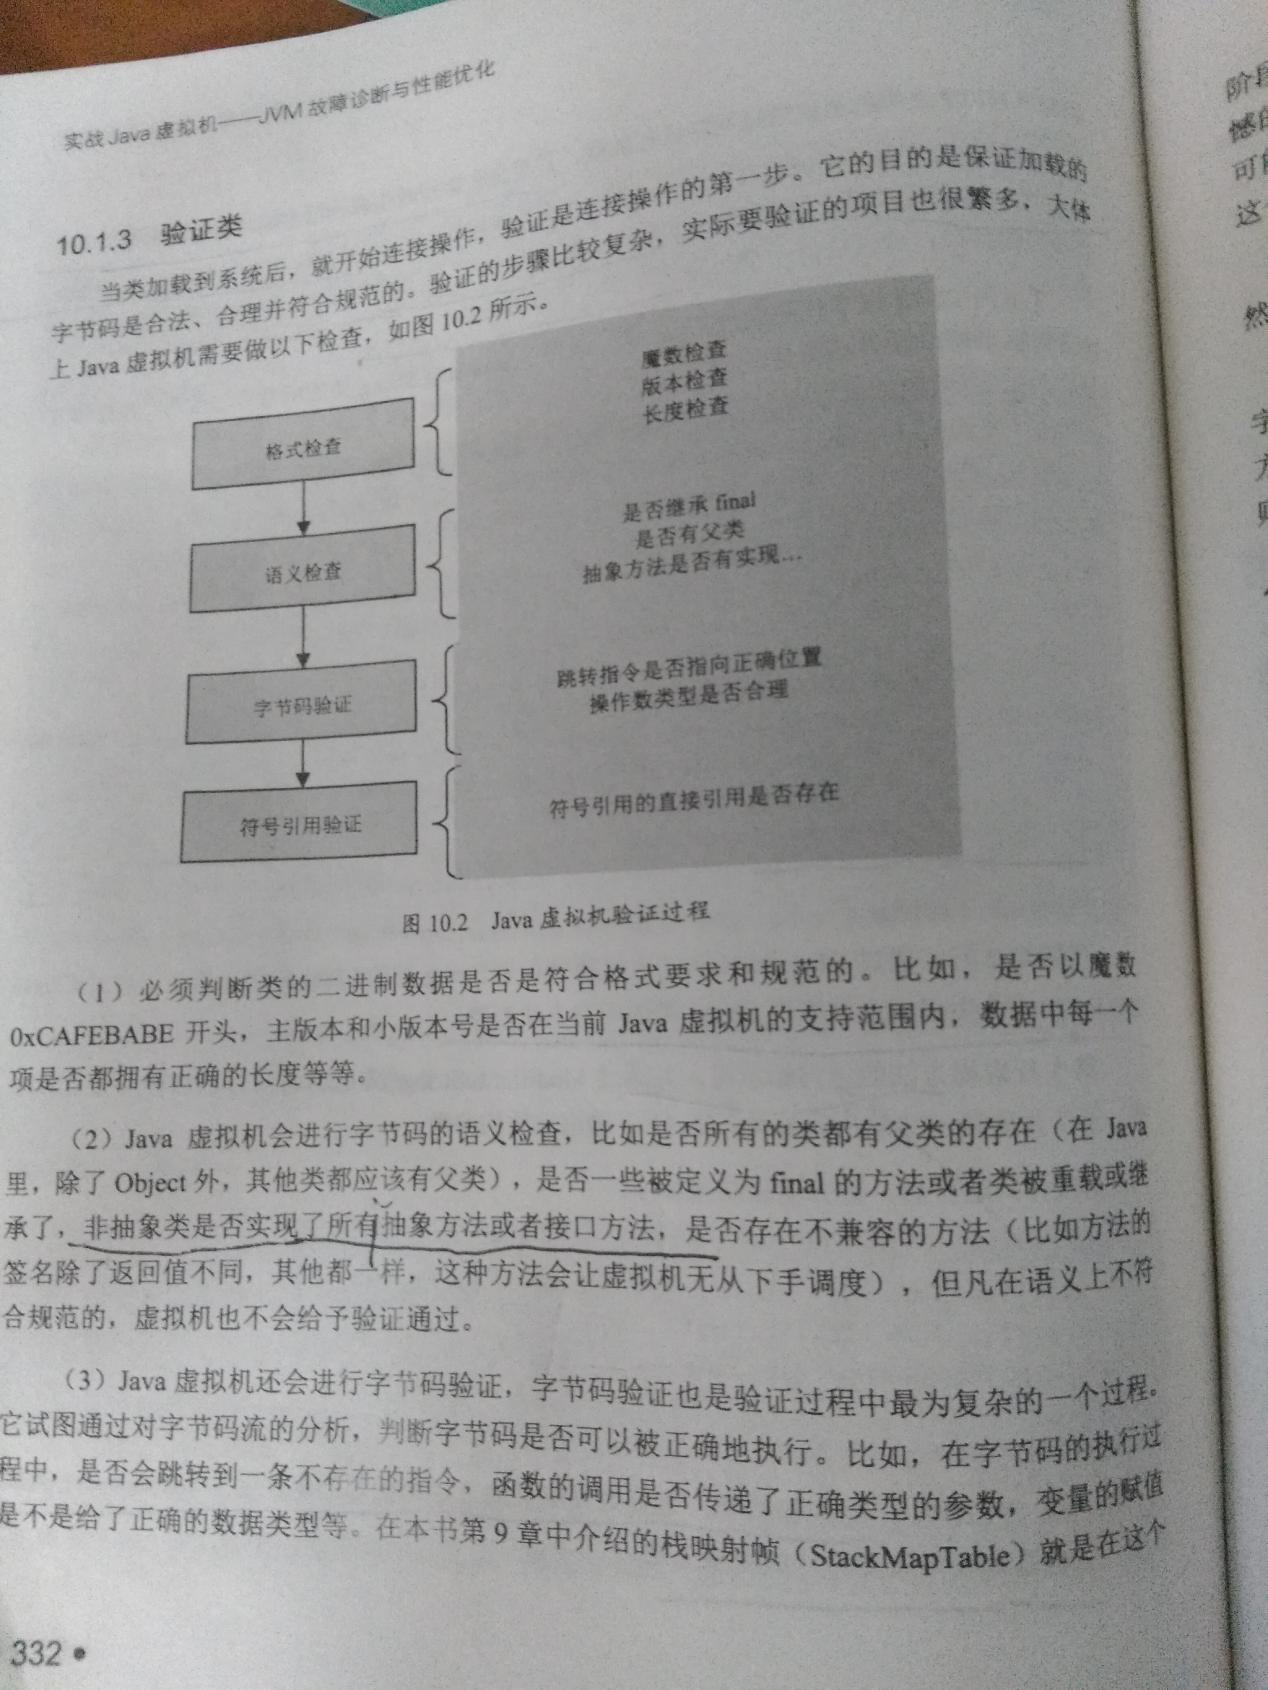 实战 Java 虚拟机——JVM 故障诊断与性能优化
10.1.3 验证类
当类加载到系统后，就开始连接操作，验证是连接操作的第一步。它的目的是保证加载的
字节码是合法、合理并符合规范的。验证的步骤比较复杂，实际要验证的项目也很繁多，大体
上 Java 虚拟机需要做以下检查，如图 10.2 所示。
格式检查
魔数检查
版本检查
长度检查
语义检查
是否继承 final
是否有父类
抽象方法是否有实现...
字节码验证
跳转指令是否指向正确位置
操作数类型是否合理
符号引用验证
符号引用的直接引用是否存在
图 10.2 Java 虚拟机验证过程
（1）必须判断类的二进制数据是否是符合格式要求和规范的。比如，是否以魔数
0xCAFEBABE 开头，主版本和小版本号是否在当前 Java 虚拟机的支持范围内，数据中每一个
项是否都拥有正确的长度等等。
（2）Java 虚拟机会进行字节码的语义检查，比如是否所有的类都有父类的存在（在 Java
里，除了 Object 外，其他类都应该有父类），是否一些被定义为 final 的方法或者类被重载或继
承了，非抽象类是否实现了所有抽象方法或者接口方法，是否存在不兼容的方法（比如方法的
签名除了返回值不同，其他都一样，这种方法会让虚拟机无从下手调度），但凡在语义上不符
合规范的，虚拟机也不会给予验证通过。
（3）Java 虚拟机还会进行字节码验证，字节码验证也是验证过程中最为复杂的一个过程。
它试图通过对字节码流的分析，判断字节码是否可以被正确地执行。比如，在字节码的执行过
程中，是否会跳转到一条不存在的指令，函数的调用是否传递了正确类型的参数，变量的赋值
是不是给了正确的数据类型等。在本书第 9 章中介绍的栈映射帧（StackMapTable）就是在这个
332 •
可
这
然